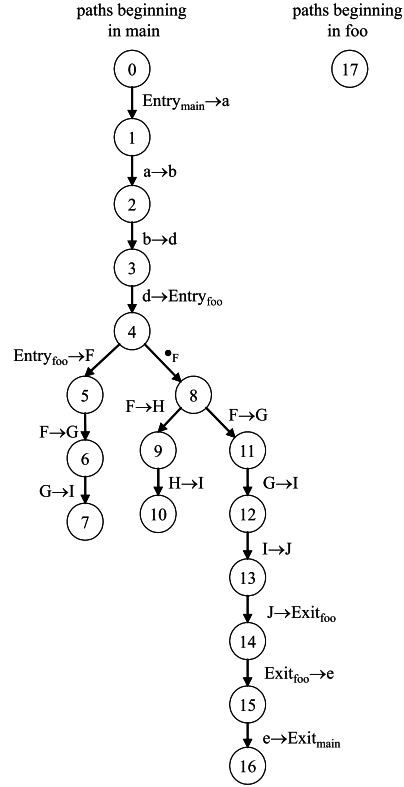 paths beginning
in main
paths beginning
in foo
0
17
Entrymain→a
1
a→b
2
b→d
3
d→Entryfoo
4
Entryfoo→F
•F
5
8
F→H
F→G
F→G
6
9
11
G→I
H→I
G→I
7
10
12
I→J
13
J→Exitfoo
14
Exitfoo→e
15
e→Exitmain
16